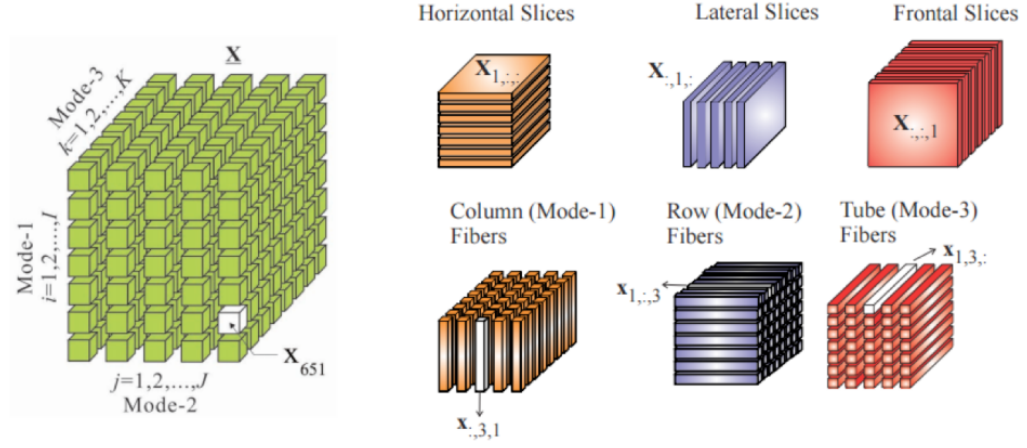 X
Mode-3
k=1,2,...,K
Mode-1
i=1,2,...,I
X651
j=1,2,...,J
Mode-2
Horizontal Slices
X1,:,:
Lateral Slices
X:,1,:
Frontal Slices
X:,:,1
Column (Mode-1)
Fibers
x:,3,1
Row (Mode-2)
Fibers
x1,:,3
Tube (Mode-3)
Fibers
x1,3,: